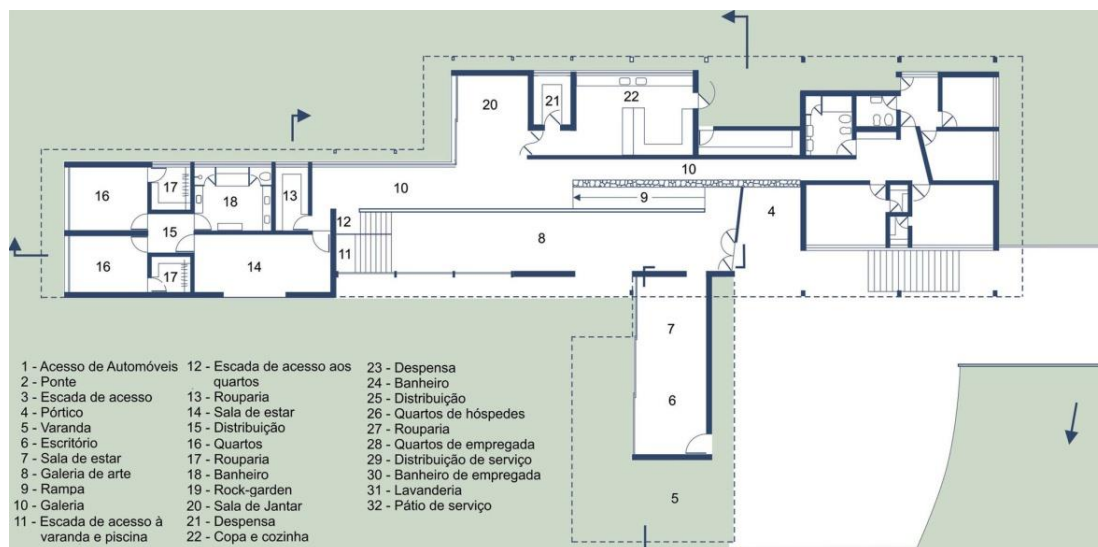 20
21
22
16
17
18
13
10
10
9
4
12
8
15
11
16
17
14
7
6
5
1 - Acesso de Automóveis
2 - Ponte
3 - Escada de acesso
4 - Pórtico
5 - Varanda
6 - Escritório
7 - Sala de estar
8 - Galeria de arte
9 - Rampa
10 - Galeria
11 - Escada de acesso à
varanda e piscina
12 - Escada de acesso aos
quartos
13 - Rouparia
14 - Sala de estar
15 - Distribuição
16 - Quartos
17 - Rouparia
18 - Banheiro
19 - Rock-garden
20 - Sala de Jantar
21 - Despensa
22 - Copa e cozinha
23 - Despensa
24 - Banheiro
25 - Distribuição
26 - Quartos de hóspedes
27 - Rouparia
28 - Quartos de empregada
29 - Distribuição de serviço
30 - Banheiro de empregada
31 - Lavanderia
32 - Pátio de serviço